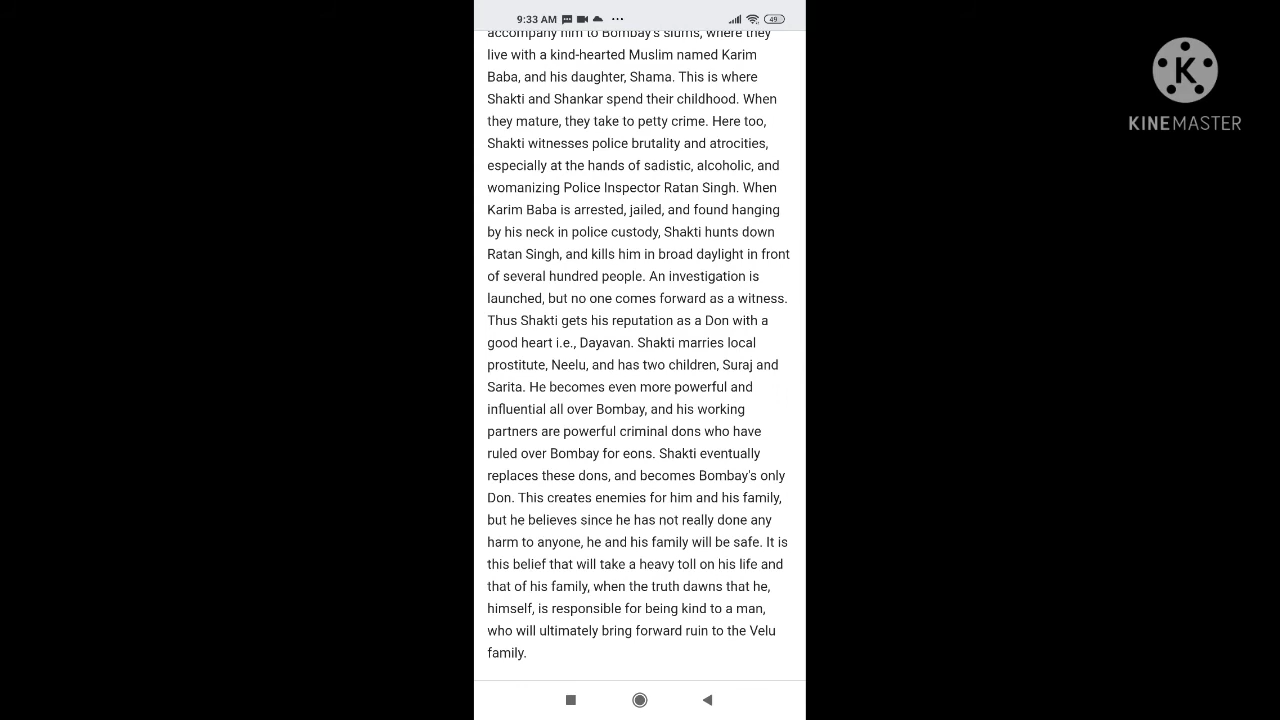 9:33 AM
49
accompany him to Bombay's slums, where they
live with a kind-hearted Muslim named Karim
Baba, and his daughter, Shama. This is where
Shakti and Shankar spend their childhood. When
they mature, they take to petty crime. Here too,
Shakti witnesses police brutality and atrocities,
especially at the hands of sadistic, alcoholic, and
womanizing Police Inspector Ratan Singh. When
Karim Baba is arrested, jailed, and found hanging
by his neck in police custody, Shakti hunts down
Ratan Singh, and kills him in broad daylight in front
of several hundred people. An investigation is
launched, but no one comes forward as a witness.
Thus Shakti gets his reputation as a Don with a
good heart i.e., Dayavan. Shakti marries local
prostitute, Neelu, and has two children, Suraj and
Sarita. He becomes even more powerful and
influential all over Bombay, and his working
partners are powerful criminal dons who have
ruled over Bombay for eons. Shakti eventually
replaces these dons, and becomes Bombay's only
Don. This creates enemies for him and his family,
but he believes since he has not really done any
harm to anyone, he and his family will be safe. It is
this belief that will take a heavy toll on his life and
that of his family, when the truth dawns that he,
himself, is responsible for being kind to a man,
who will ultimately bring forward ruin to the Velu
family.
K
KINEMASTER